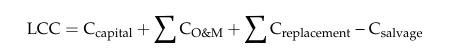 LCC = C_capital + ∑ C_O&M + ∑ C_replacement − C_salvage